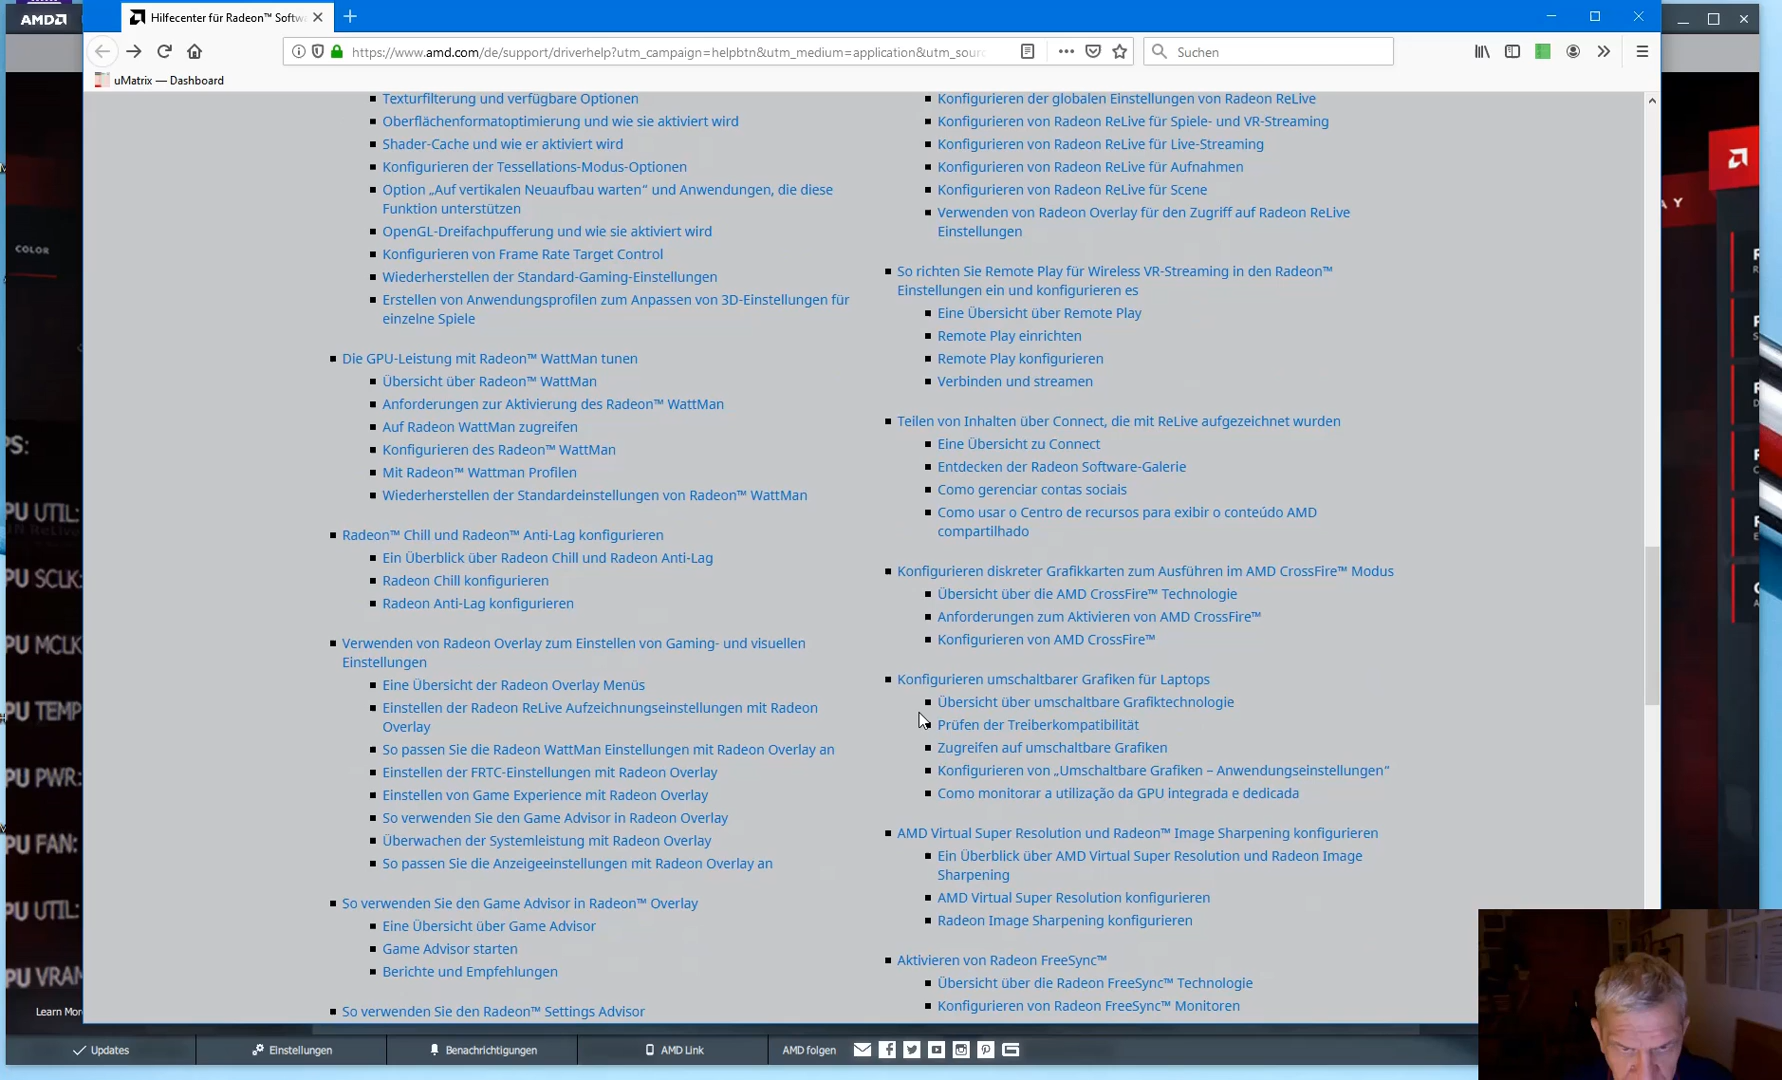 AMD
Hilfecenter für Radeon™ Softw
https://www.amd.com/de/support/driverhelp?utm_campaign=helpbtn&utm_medium=application&utm_sour
Suchen
uMatrix — Dashboard
COLOR
PS:
PU UTIL:
PU SCLK:
PU MCLK
PU TEMP
PU PWR:
PU FAN:
PU UTIL:
PU VRAM
Learn Mor
Texturfilterung und verfügbare Optionen
Oberflächenformatoptimierung und wie sie aktiviert wird
Shader-Cache und wie er aktiviert wird
Konfigurieren der Tessellations-Modus-Optionen
Option „Auf vertikalen Neuaufbau warten“ und Anwendungen, die diese
Funktion unterstützen
OpenGL-Dreifachpufferung und wie sie aktiviert wird
Konfigurieren von Frame Rate Target Control
Wiederherstellen der Standard-Gaming-Einstellungen
Erstellen von Anwendungsprofilen zum Anpassen von 3D-Einstellungen für
einzelne Spiele
Die GPU-Leistung mit Radeon™ WattMan tunen
Übersicht über Radeon™ WattMan
Anforderungen zur Aktivierung des Radeon™ WattMan
Auf Radeon WattMan zugreifen
Konfigurieren des Radeon™ WattMan
Mit Radeon™ Wattman Profilen
Wiederherstellen der Standardeinstellungen von Radeon™ WattMan
Radeon™ Chill und Radeon™ Anti-Lag konfigurieren
Ein Überblick über Radeon Chill und Radeon Anti-Lag
Radeon Chill konfigurieren
Radeon Anti-Lag konfigurieren
Verwenden von Radeon Overlay zum Einstellen von Gaming- und visuellen
Einstellungen
Eine Übersicht der Radeon Overlay Menüs
Einstellen der Radeon ReLive Aufzeichnungseinstellungen mit Radeon
Overlay
So passen Sie die Radeon WattMan Einstellungen mit Radeon Overlay an
Einstellen der FRTC-Einstellungen mit Radeon Overlay
Einstellen von Game Experience mit Radeon Overlay
So verwenden Sie den Game Advisor in Radeon Overlay
Überwachen der Systemleistung mit Radeon Overlay
So passen Sie die Anzeigeeinstellungen mit Radeon Overlay an
So verwenden Sie den Game Advisor in Radeon™ Overlay
Eine Übersicht über Game Advisor
Game Advisor starten
Berichte und Empfehlungen
So verwenden Sie den Radeon™ Settings Advisor
Konfigurieren der globalen Einstellungen von Radeon ReLive
Konfigurieren von Radeon ReLive für Spiele- und VR-Streaming
Konfigurieren von Radeon ReLive für Live-Streaming
Konfigurieren von Radeon ReLive für Aufnahmen
Konfigurieren von Radeon ReLive für Scene
Verwenden von Radeon Overlay für den Zugriff auf Radeon ReLive
Einstellungen
So richten Sie Remote Play für Wireless VR-Streaming in den Radeon™
Einstellungen ein und konfigurieren es
Eine Übersicht über Remote Play
Remote Play einrichten
Remote Play konfigurieren
Verbinden und streamen
Teilen von Inhalten über Connect, die mit ReLive aufgezeichnet wurden
Eine Übersicht zu Connect
Entdecken der Radeon Software-Galerie
Como gerenciar contas sociais
Como usar o Centro de recursos para exibir o conteúdo AMD
compartilhado
Konfigurieren diskreter Grafikkarten zum Ausführen im AMD CrossFire™ Modus
Übersicht über die AMD CrossFire™ Technologie
Anforderungen zum Aktivieren von AMD CrossFire™
Konfigurieren von AMD CrossFire™
Konfigurieren umschaltbarer Grafiken für Laptops
Übersicht über umschaltbare Grafiktechnologie
Prüfen der Treiberkompatibilität
Zugreifen auf umschaltbare Grafiken
Konfigurieren von „Umschaltbare Grafiken – Anwendungseinstellungen“
Como monitorar a utilização da GPU integrada e dedicada
AMD Virtual Super Resolution und Radeon™ Image Sharpening konfigurieren
Ein Überblick über AMD Virtual Super Resolution und Radeon Image
Sharpening
AMD Virtual Super Resolution konfigurieren
Radeon Image Sharpening konfigurieren
Aktivieren von Radeon FreeSync™
Übersicht über die Radeon FreeSync™ Technologie
Konfigurieren von Radeon FreeSync™ Monitoren
Updates
Einstellungen
Benachrichtigungen
AMD Link
AMD folgen